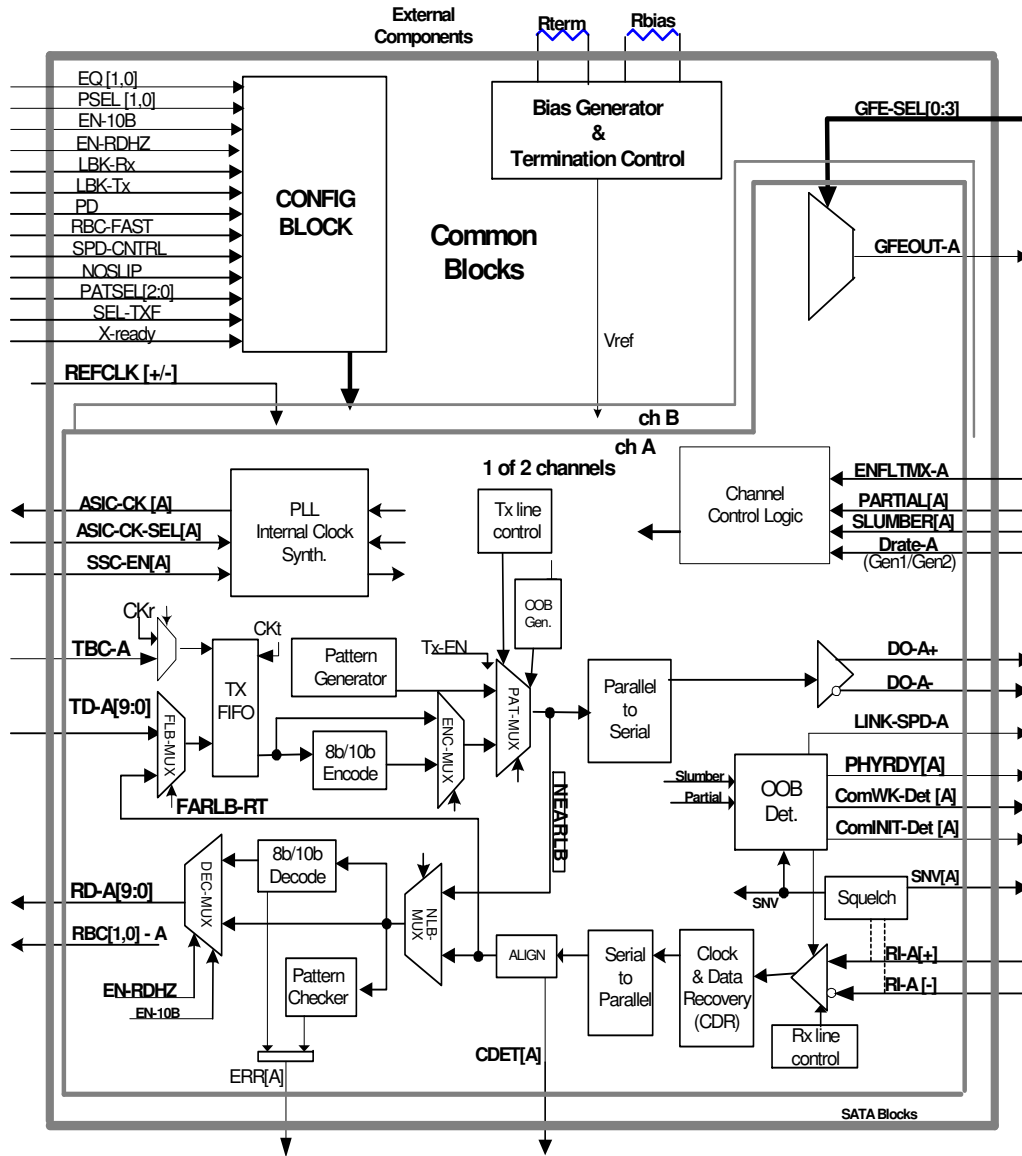 External
Components
Rterm
Rbias
EQ [1,0]
PSEL [1,0]
EN-10B
EN-RDHZ
LBK-Rx
LBK-Tx
PD
RBC-FAST
SPD-CNTRL
NOSLIP
PATSEL[2:0]
SEL-TXF
X-ready
CONFIG
BLOCK
Bias Generator
&
Termination Control
Common
Blocks
GFE-SEL[0:3]
GFEOUT-A
Vref
REFCLK [+/-]
ch B
ch A
1 of 2 channels
ASIC-CK [A]
ASIC-CK-SEL[A]
SSC-EN[A]
PLL
Internal Clock
Synth.
Tx line
control
OOB
Gen.
Channel
Control Logic
ENFLTMX-A
PARTIAL[A]
SLUMBER[A]
Drate-A
(Gen1/Gen2)
CKr
CKt
TBC-A
TD-A[9:0]
FLB-MUX
TX
FIFO
Pattern
Generator
Tx-EN
8b/10b
Encode
ENC-MUX
PAT-MUX
Parallel
to
Serial
DO-A+
DO-A-
LINK-SPD-A
PHYRDY[A]
ComWK-Det [A]
ComINIT-Det [A]
Slumber
Partial
OOB
Det.
FARLB-RT
NEARLB
RD-A[9:0]
RBC[1,0] - A
DEC-MUX
8b/10b
Decode
NLB-
MUX
SNV
Squelch
SNV[A]
EN-RDHZ
EN-10B
Pattern
Checker
ALIGN
Serial
to
Parallel
Clock
& Data
Recovery
(CDR)
RI-A[+]
RI-A [-]
Rx line
control
ERR[A]
CDET[A]
SATA Blocks